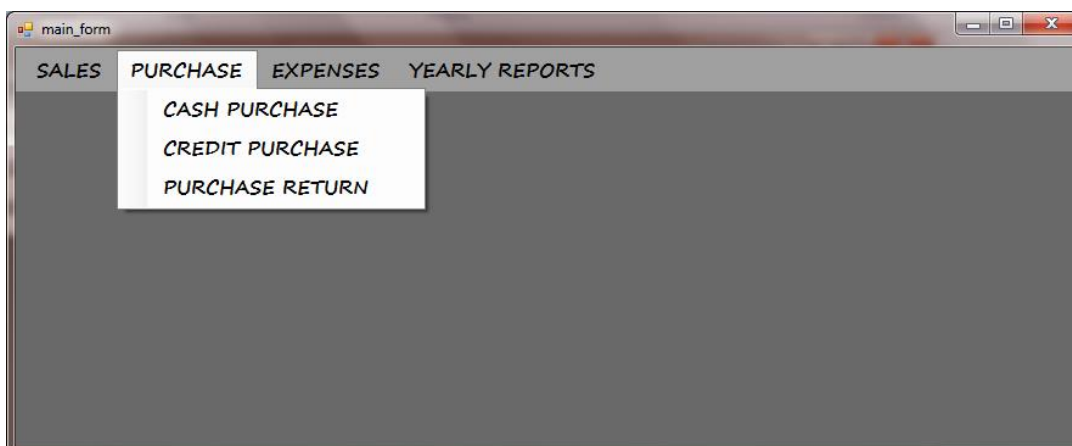 main_form
SALES PURCHASE EXPENSES YEARLY REPORTS
CASH PURCHASE
CREDIT PURCHASE
PURCHASE RETURN